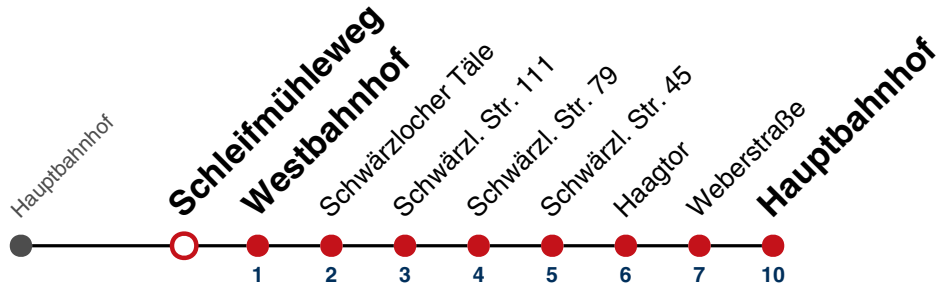 Hauptbahnhof
Schleifmühleweg
Westbahnhof
Schwärzlocher Täle
Schwärzl. Str. 111
Schwärzl. Str. 79
Schwärzl. Str. 45
Haagtor
Weberstraße
Hauptbahnhof
1 2 3 4 5 6 7 10